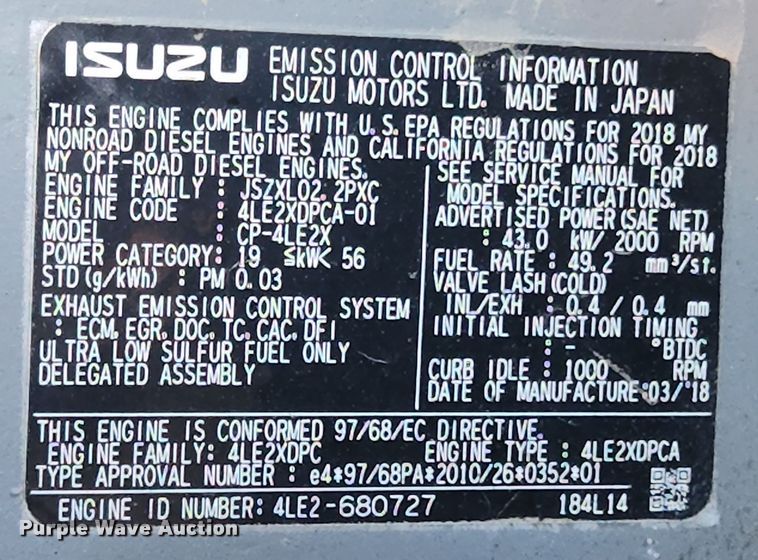 ISUZU EMISSION CONTROL INFORMATION
ISUZU MOTORS LTD. MADE IN JAPAN
THIS ENGINE COMPLIES WITH U.S.EPA REGULATIONS FOR 2018 MY
NONROAD DIESEL ENGINES AND CALIFORNIA REGULATIONS FOR 2018
MY OFF-ROAD DIESEL ENGINES.
ENGINE FAMILY : JSZXL02.2PXC
ENGINE CODE : 4LE2XDPCA-01
MODEL : CP-4LE2X
POWER CATEGORY: 19 ≤kW< 56
STD (g/kWh) : PM 0.03
EXHAUST EMISSION CONTROL SYSTEM
: ECM, EGR, DOC, TC, CAC, DFI
ULTRA LOW SULFUR FUEL ONLY
DELEGATED ASSEMBLY
SEE SERVICE MANUAL FOR
MODEL SPECIFICATIONS.
ADVERTISED POWER(SAE NET)
: 43.0 kW/ 2000 RPM
FUEL RATE : 49.2 mm³/st.
VALVE LASH(COLD)
INL/EXH : 0.4 / 0.4 mm
INITIAL INJECTION TIMING
: - °BTDC
CURB IDLE : 1000 RPM
DATE OF MANUFACTURE:03/'18
THIS ENGINE IS CONFORMED 97/68/EC DIRECTIVE.
ENGINE FAMILY: 4LE2XDPC ENGINE TYPE : 4LE2XDPCA
TYPE APPROVAL NUMBER : e4*97/68PA*2010/26*0352*01
ENGINE ID NUMBER: 4LE2-680727 184L14
Purple Wave Auction